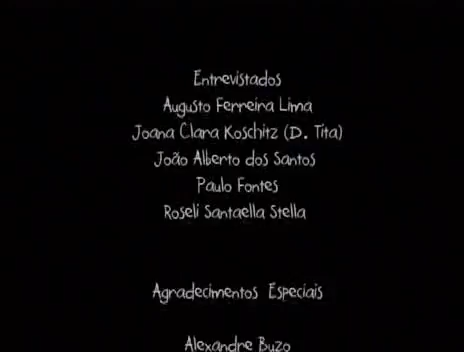 Entrevistados
Augusto Ferreira Lima
Joana Clara Koschitz (D. Tita)
João Alberto dos Santos
Paulo Fontes
Roseli Santaella Stella
Agradecimentos Especiais
Alexandre Buzo